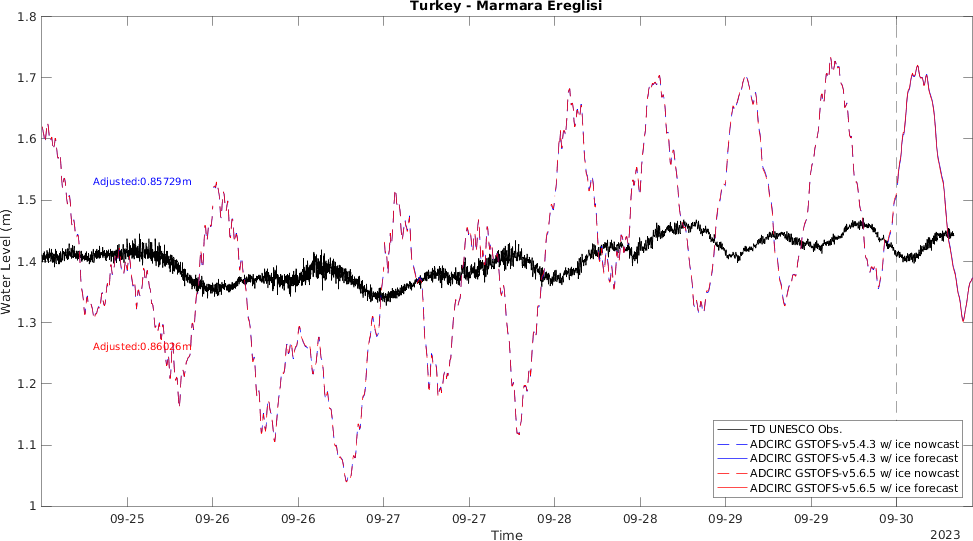 Turkey - Marmara Ereglisi
1.8
1.7
1.6
1.5
1.4
1.3
1.2
1.1
1
Water Level (m)
Adjusted:0.85729m
Adjusted:0.86026m
TD UNESCO Obs.
ADCIRC GSTOFS-v5.4.3 w/ ice nowcast
ADCIRC GSTOFS-v5.4.3 w/ ice forecast
ADCIRC GSTOFS-v5.6.5 w/ ice nowcast
ADCIRC GSTOFS-v5.6.5 w/ ice forecast
09-25 09-26 09-26 09-27 09-27 09-28 09-28 09-29 09-29 09-30
Time
2023